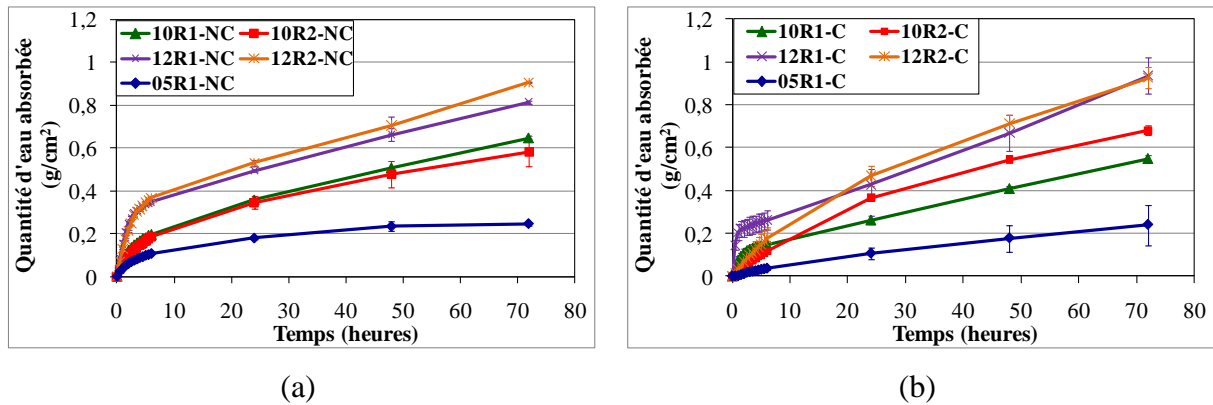 1,2
1
0,8
0,6
0,4
0,2
0
Quantité d'eau absorbée
(g/cm²)
10R1-NC 10R2-NC
12R1-NC 12R2-NC
05R1-NC
0 10 20 30 40 50 60 70 80
Temps (heures)
(a)
1,2
1
0,8
0,6
0,4
0,2
0
Quantité d'eau absorbée
(g/cm²)
10R1-C 10R2-C
12R1-C 12R2-C
05R1-C
0 10 20 30 40 50 60 70 80
Temps (heures)
(b)